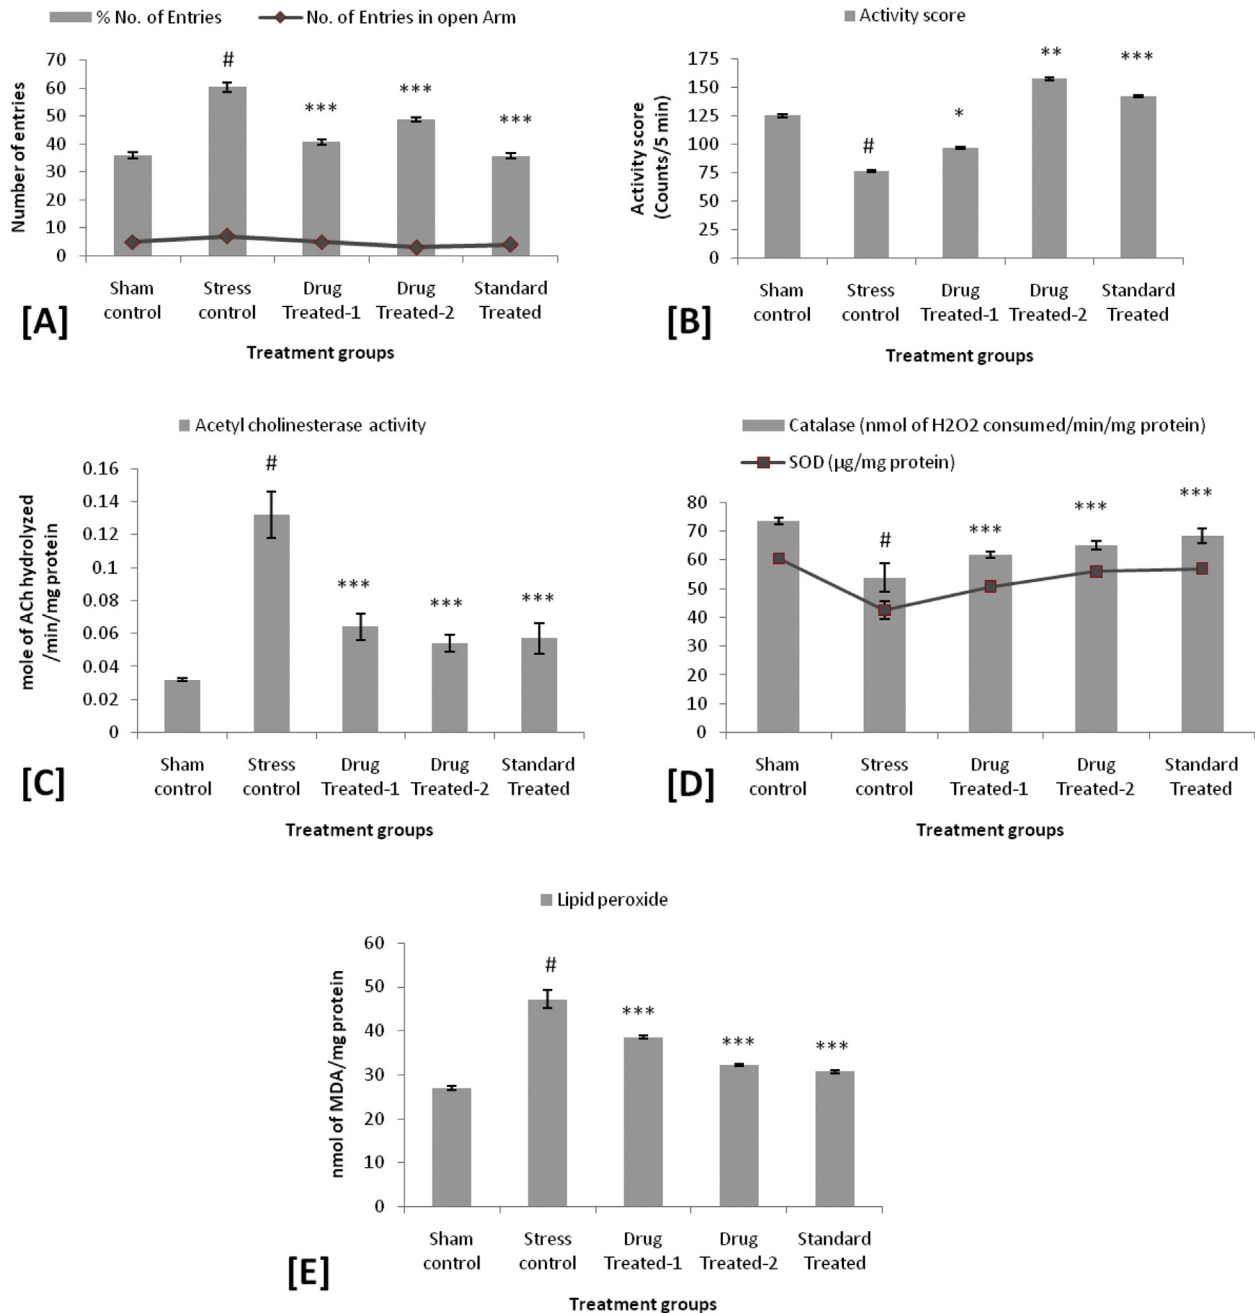 % No. of Entries
No. of Entries in open Arm
Number of entries
70
60
50
40
30
20
10
0
#
***
***
***
Sham control
Stress control
Drug Treated-1
Drug Treated-2
Standard Treated
[A]
Treatment groups
Activity score
Activity score
(Counts/5 min)
175
150
125
100
75
50
25
0
#
*
**
***
Sham control
Stress control
Drug Treated-1
Drug Treated-2
Standard Treated
[B]
Treatment groups
Acetyl cholinesterase activity
mole of ACh hydrolyzed
/min/mg protein
0.16
0.14
0.12
0.1
0.08
0.06
0.04
0.02
0
#
***
***
***
Sham control
Stress control
Drug Treated-1
Drug Treated-2
Standard Treated
[C]
Treatment groups
Catalase (nmol of H2O2 consumed/min/mg protein)
SOD (µg/mg protein)
80
70
60
50
40
30
20
10
0
#
***
***
***
Sham control
Stress control
Drug Treated-1
Drug Treated-2
Standard Treated
[D]
Treatment groups
Lipid peroxide
nmol of MDA/mg protein
60
50
40
30
20
10
0
#
***
***
***
Sham control
Stress control
Drug Treated-1
Drug Treated-2
Standard Treated
[E]
Treatment groups